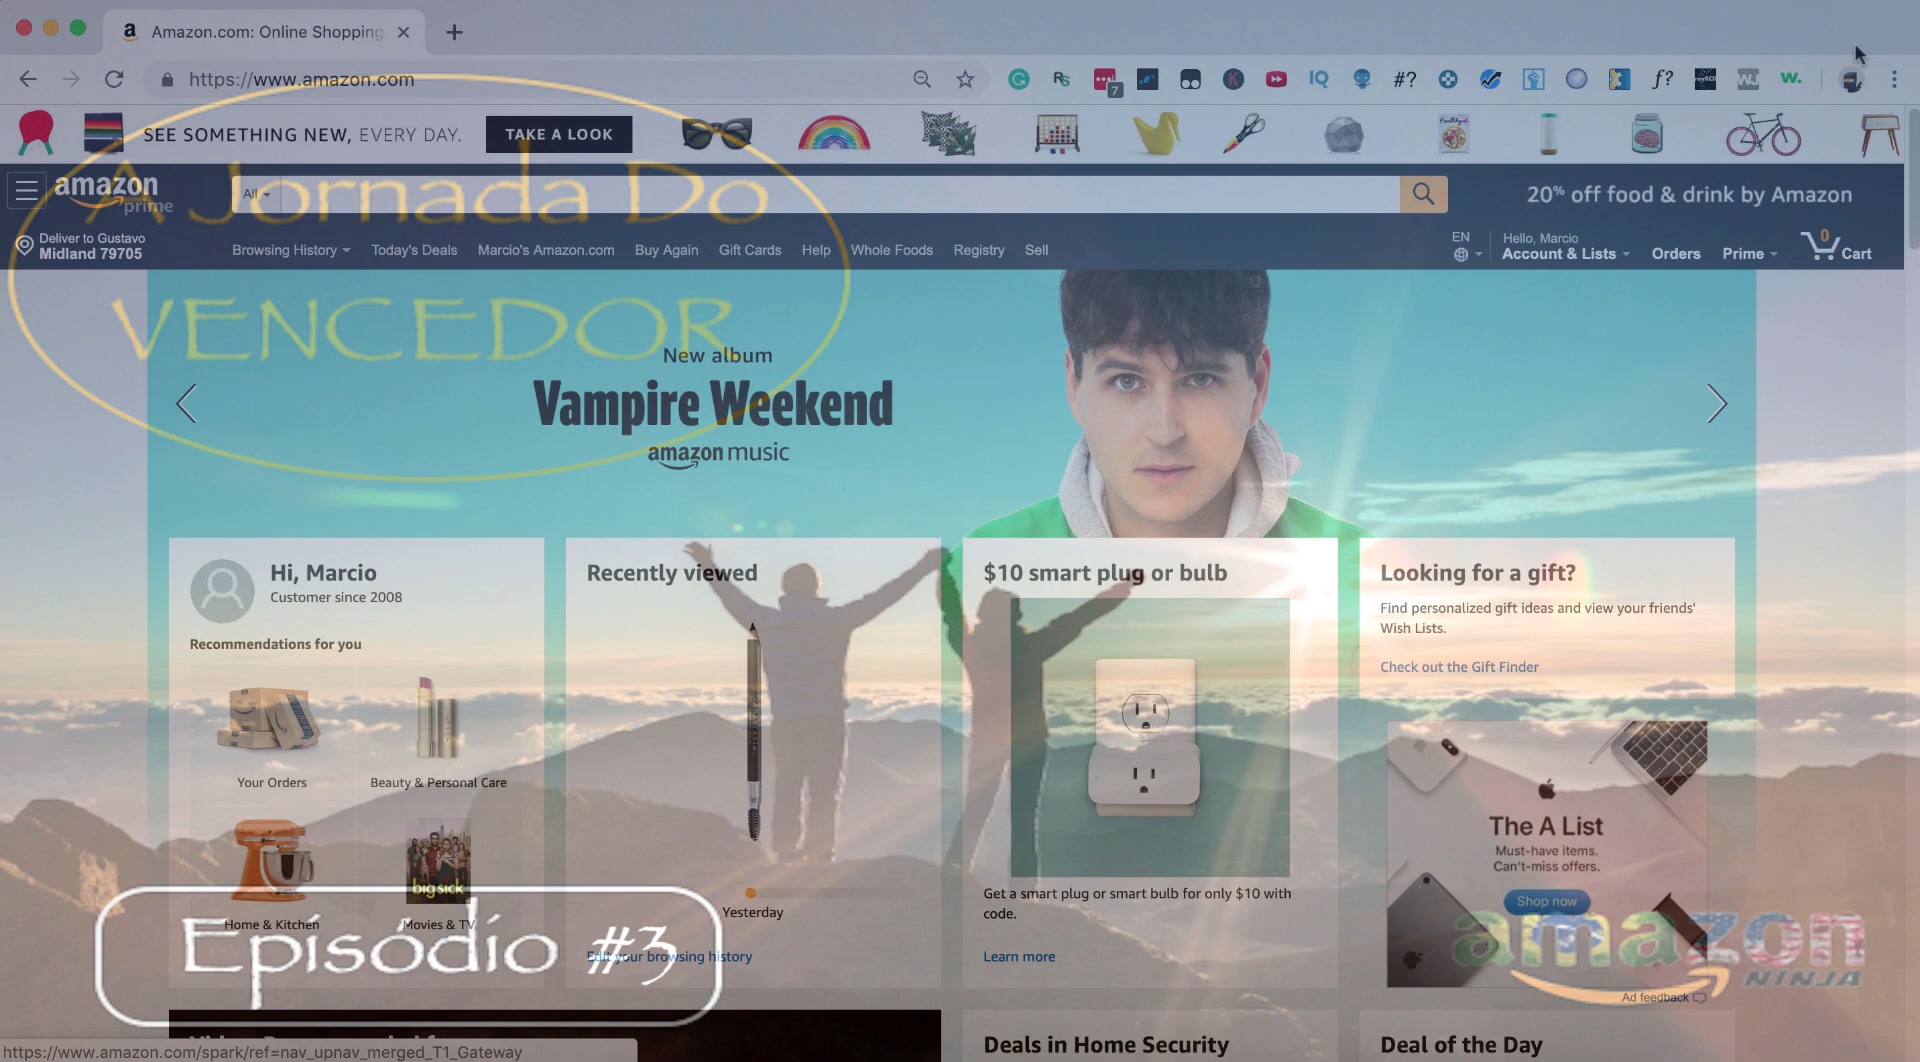 Amazon.com: Online Shopping
https://www.amazon.com
RS
7
K
IQ
#?
f?
W.
SEE SOMETHING NEW, EVERY DAY.
TAKE A LOOK
A Jornada Do
VENCEDOR
amazon
prime
All
20% off food & drink by Amazon
Deliver to Gustavo
Midland 79705
Browsing History
Today's Deals
Marcio's Amazon.com
Buy Again
Gift Cards
Help
Whole Foods
Registry
Sell
EN
Hello, Marcio
Account & Lists
Orders
Prime
0
Cart
New album
Vampire Weekend
amazon music
Hi, Marcio
Customer since 2008
Recommendations for you
Your Orders
Beauty & Personal Care
big sick
Home & Kitchen
Movies & TV
Recently viewed
Yesterday
Edit your browsing history
$10 smart plug or bulb
Get a smart plug or smart bulb for only $10 with
code.
Learn more
Looking for a gift?
Find personalized gift ideas and view your friends'
Wish Lists.
Check out the Gift Finder
The A List
Must-have items.
Can't-miss offers.
Shop now
Ad feedback
Episódio #3
amazon
NINJA
Deals in Home Security
Deal of the Day
https://www.amazon.com/spark/ref=nav_upnav_merged_T1_Gateway